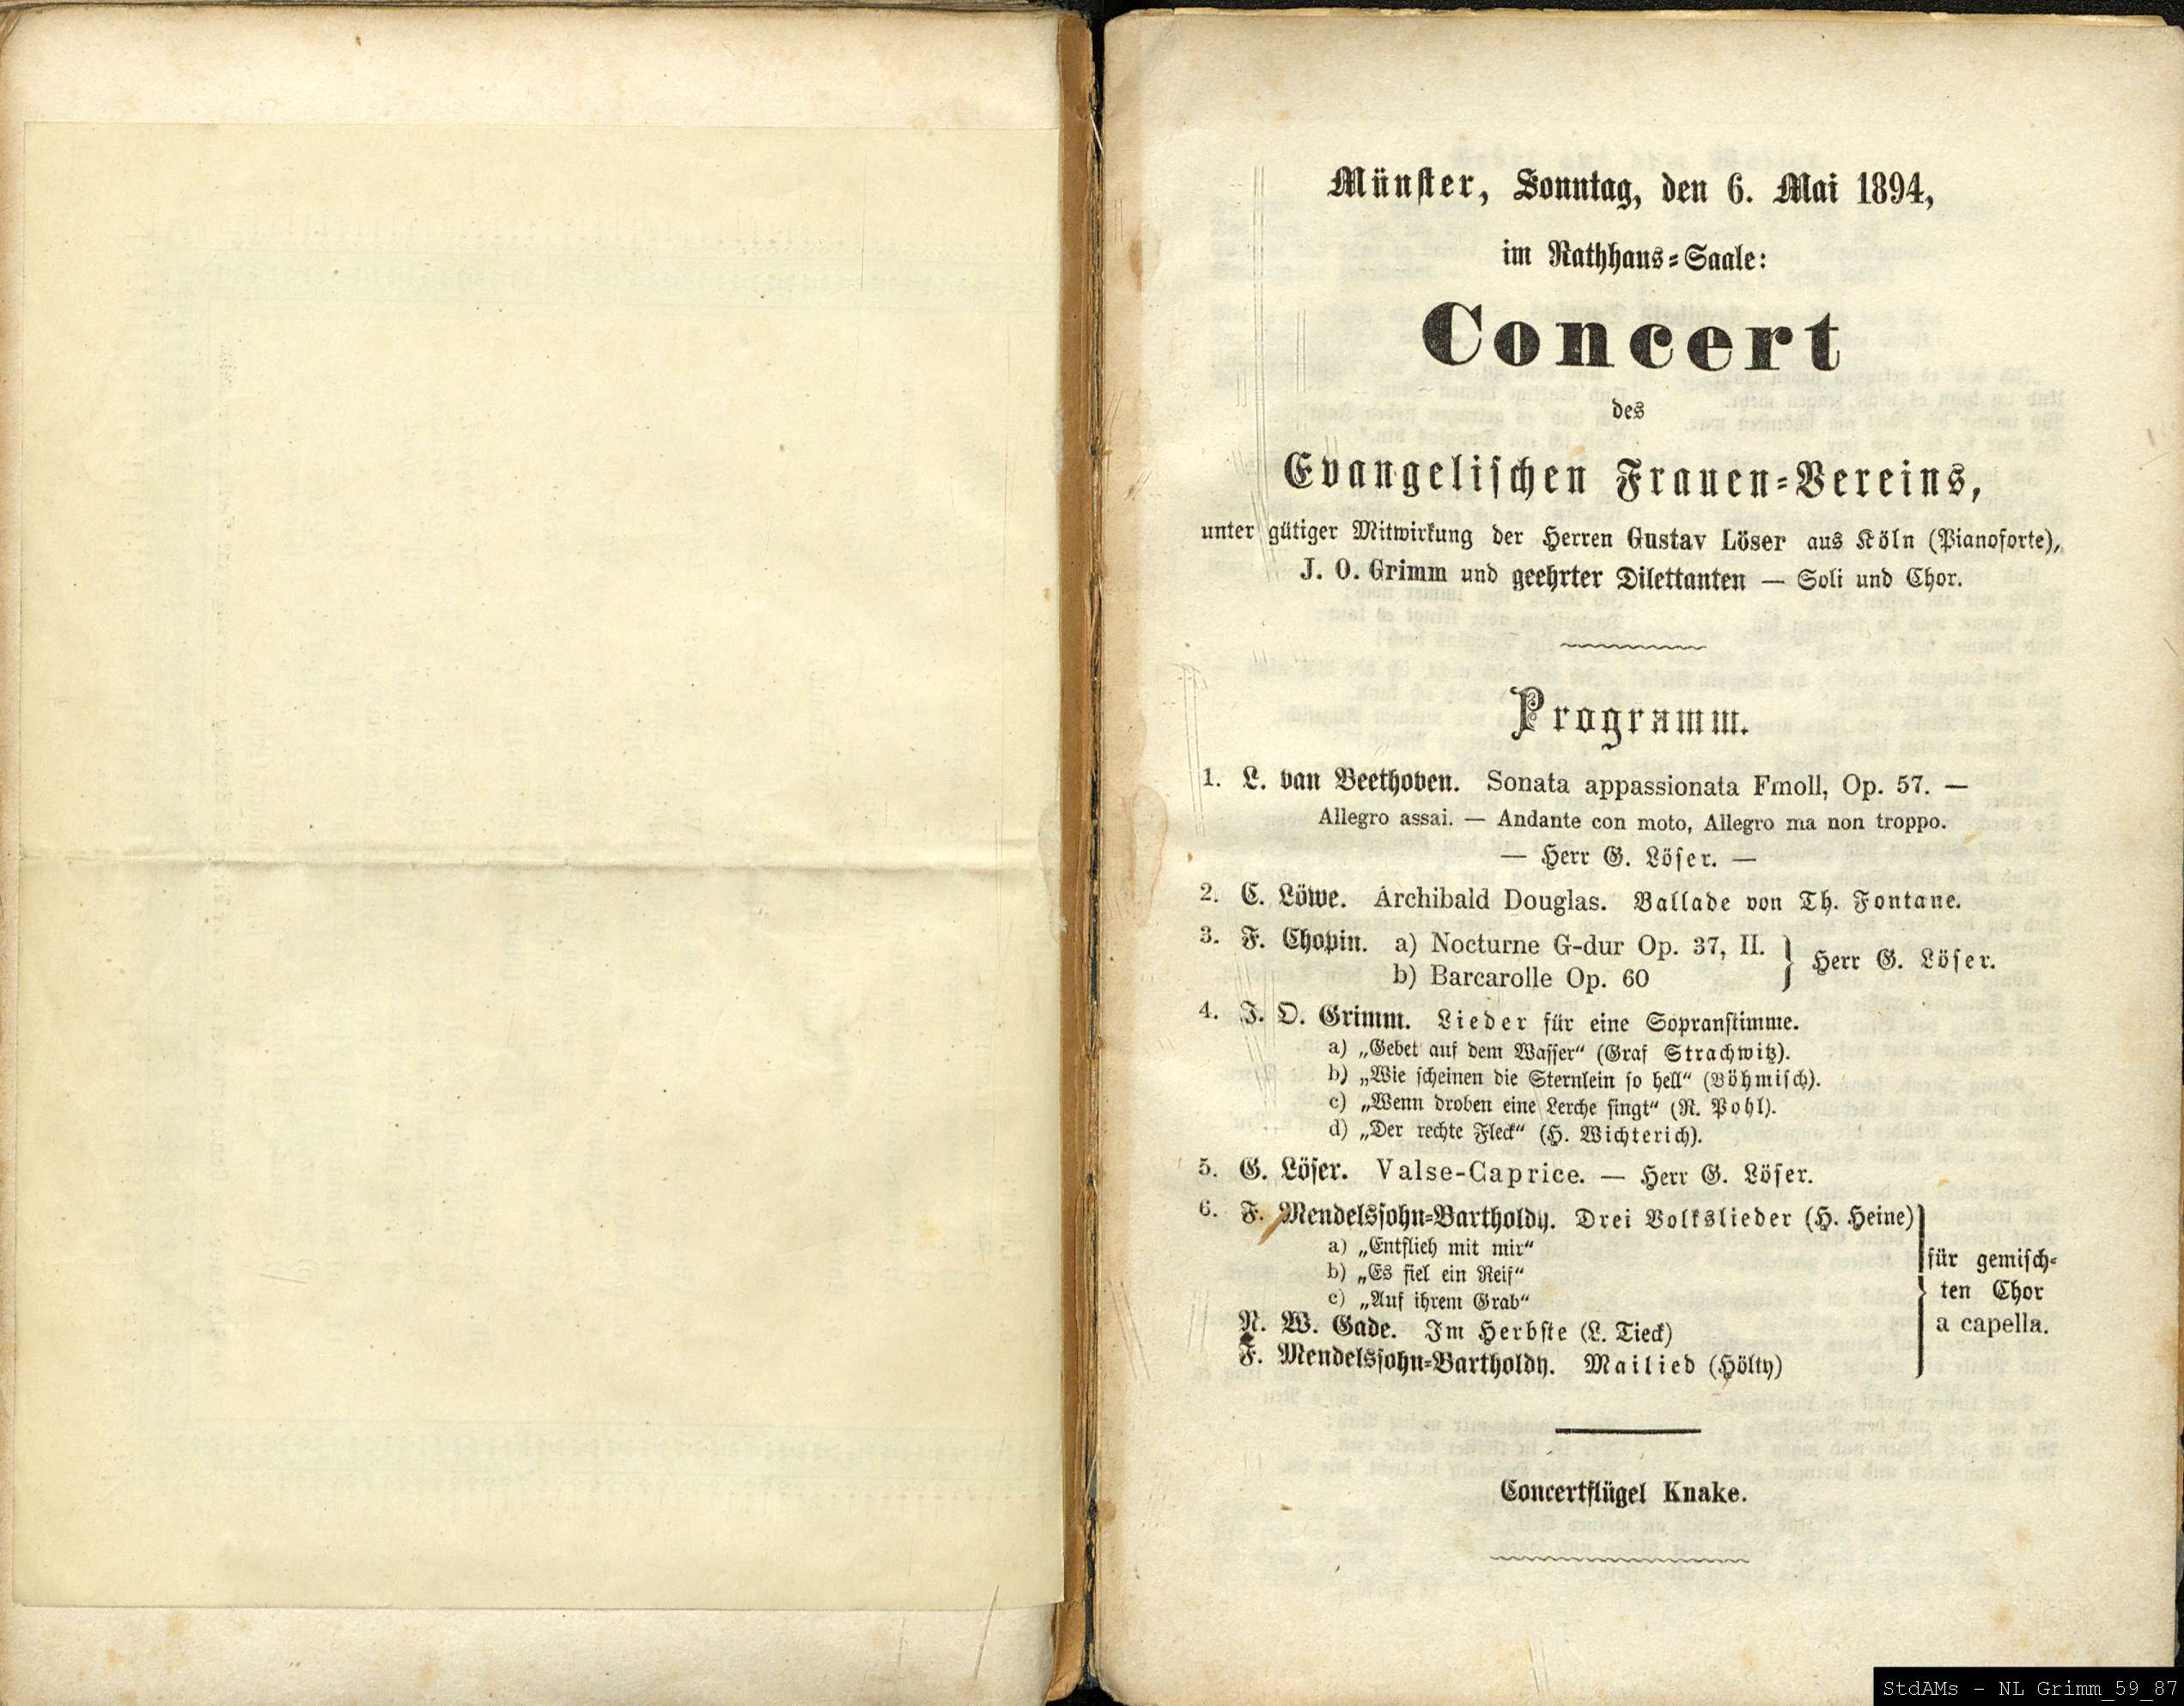 Münster, Sonntag, den 6. Mai 1894,
im Rathhaus-Saale:
Concert
des
Evangelischen Frauen-Vereins,
unter gütiger Mitwirkung der Herren Gustav Löser aus Köln (Pianoforte),
J. O. Grimm und geehrter Dilettanten — Soli und Chor.
Programm.
1. L. van Beethoven. Sonata appassionata Fmoll, Op. 57. —
Allegro assai. — Andante con moto, Allegro ma non troppo.
— Herr G. Löser. —
2. C. Löwe. Archibald Douglas. Ballade von Th. Fontane.
3. F. Chopin. a) Nocturne G-dur Op. 37, II.
b) Barcarolle Op. 60
} Herr G. Löser.
4. J. O. Grimm. Lieder für eine Sopranstimme.
a) „Gebet auf dem Wasser“ (Graf Strachwitz).
b) „Wie scheinen die Sternlein so hell“ (Böhmisch).
c) „Wenn droben eine Lerche singt“ (R. Pohl).
d) „Der rechte Fleck“ (H. Wichterich).
5. G. Löser. Valse-Caprice. — Herr G. Löser.
6. F. Mendelssohn-Bartholdy. Drei Volkslieder (H. Heine)
a) „Entflieh mit mir“
b) „Es fiel ein Reif“
c) „Auf ihrem Grab“
N. W. Gade. Im Herbste (L. Tieck)
F. Mendelssohn-Bartholdy. Mailied (Hölty)
} für gemisch-
ten Chor
a capella.
Concertflügel Knake.
StdAMs - NL Grimm_59_87